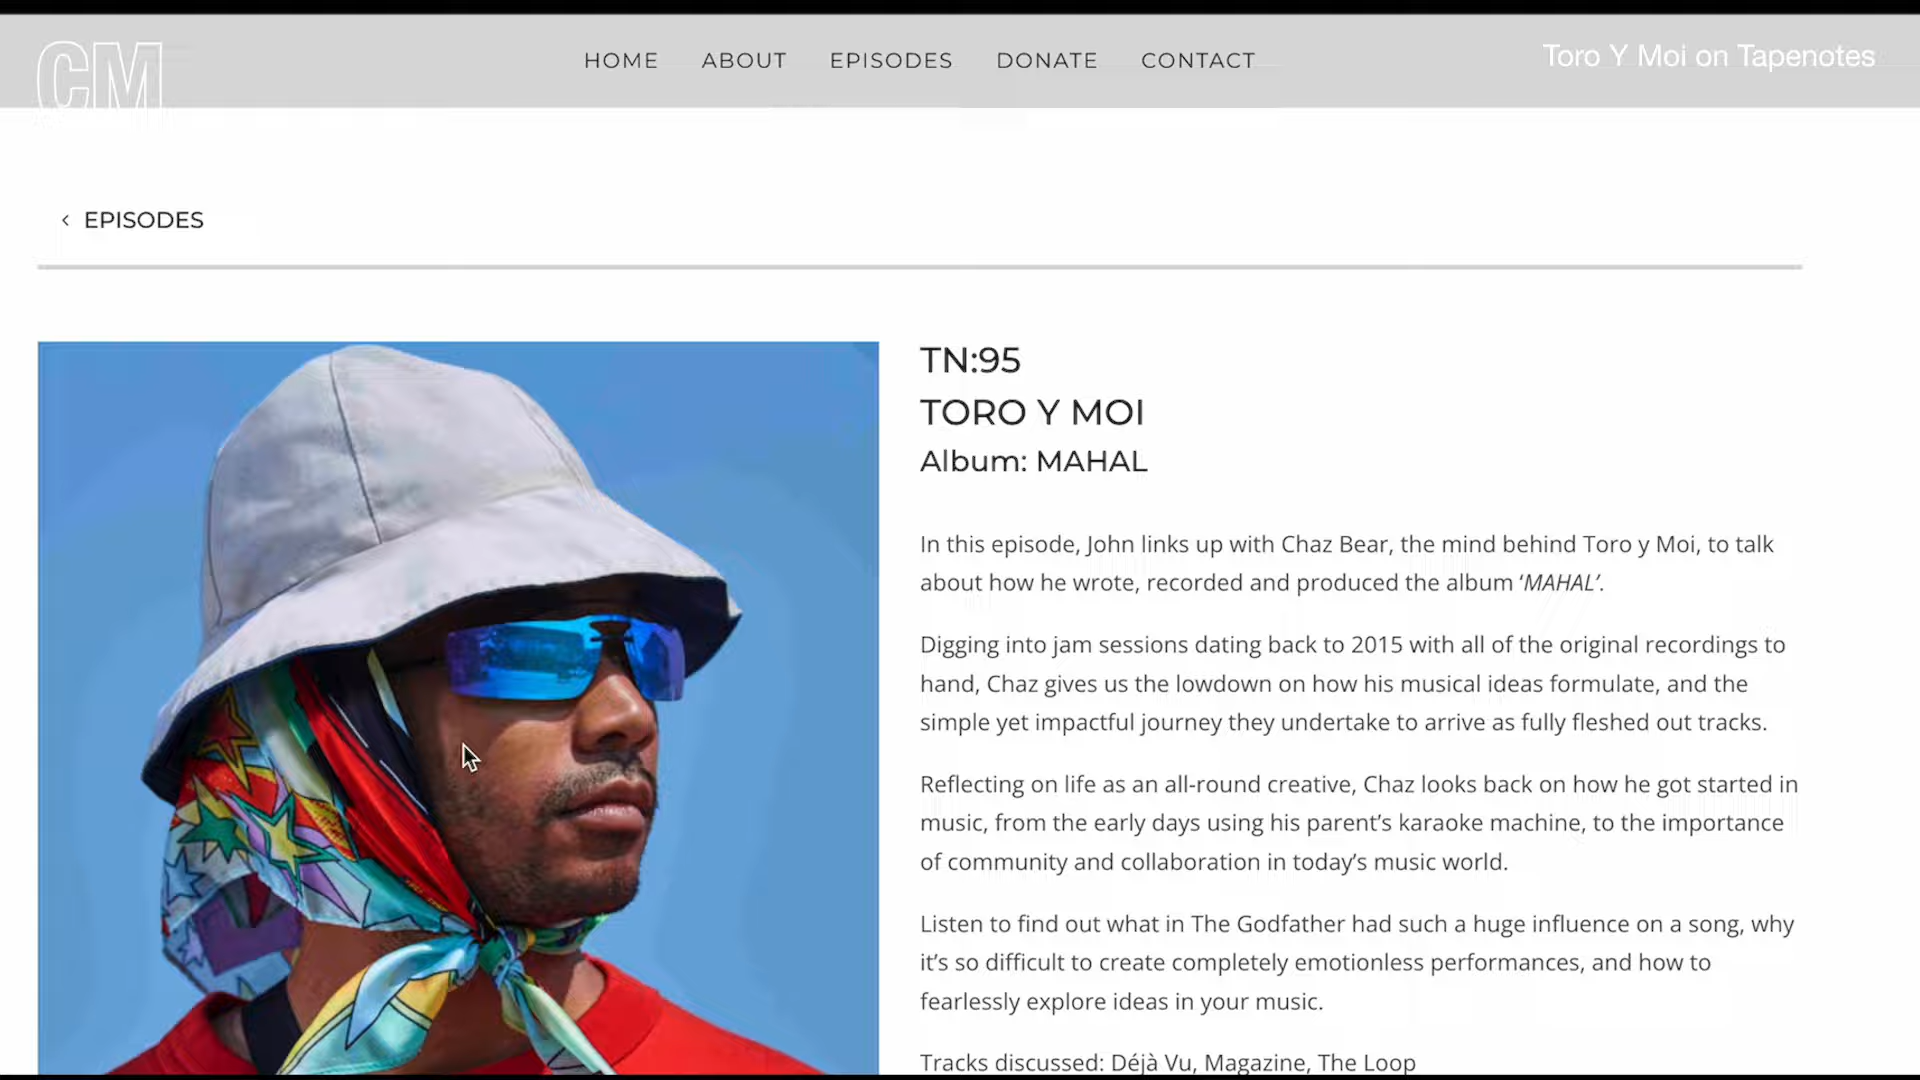 CM
HOME ABOUT EPISODES DONATE CONTACT
Toro Y Moi on Tapenotes
‹ EPISODES
TN:95
TORO Y MOI
Album: MAHAL
In this episode, John links up with Chaz Bear, the mind behind Toro y Moi, to talk
about how he wrote, recorded and produced the album ‘MAHAL’.
Digging into jam sessions dating back to 2015 with all of the original recordings to
hand, Chaz gives us the lowdown on how his musical ideas formulate, and the
simple yet impactful journey they undertake to arrive as fully fleshed out tracks.
Reflecting on life as an all-round creative, Chaz looks back on how he got started in
music, from the early days using his parent’s karaoke machine, to the importance
of community and collaboration in today’s music world.
Listen to find out what in The Godfather had such a huge influence on a song, why
it’s so difficult to create completely emotionless performances, and how to
fearlessly explore ideas in your music.
Tracks discussed: Déjà Vu, Magazine, The Loop